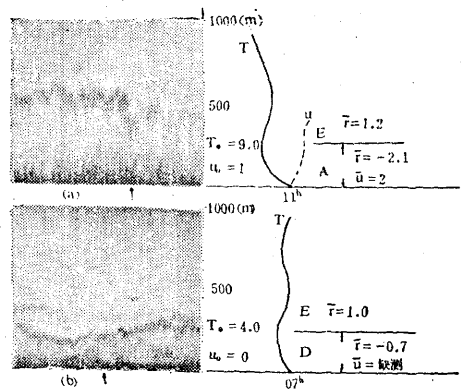 1000(m)
T
500
u
E r̄=1.2
T₀=9.0
r̄=-2.1
u₀=1
A
ū=2
(a)
11ʰ
1000(m)
T
500
E r̄=1.0
T₀=4.0
r̄=-0.7
D
u₀=0
ū=缺测
(b)
07ʰ